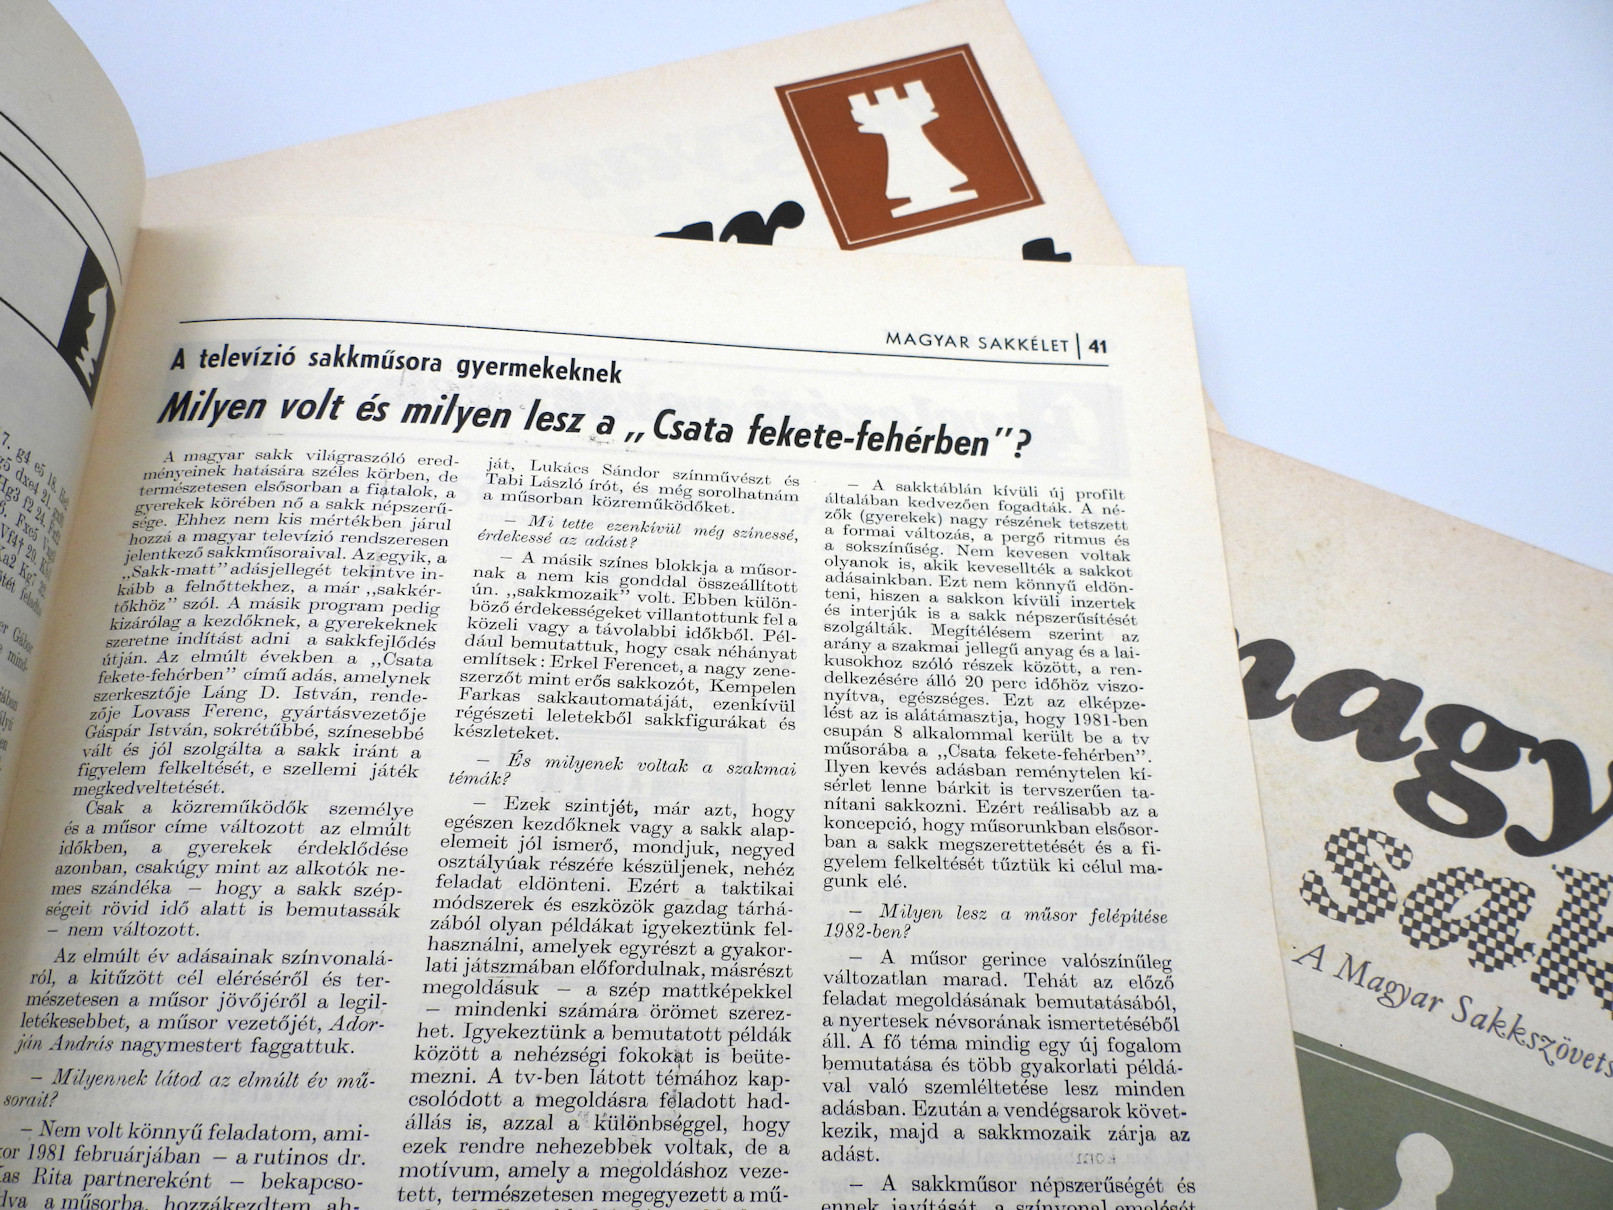 MAGYAR SAKKÉLET | 41
A televízió sakkműsora gyermekeknek
Milyen volt és milyen lesz a „Csata fekete-fehérben"?
A magyar sakk világraszóló ered-
ményeinek hatására széles körben, de
természetesen elsősorban a fiatalok, a
gyerekek körében nő a sakk népszerű-
sége. Ehhez nem kis mértékben járul
hozzá a magyar televízió rendszeresen
jelentkező sakkműsoraival. Az egyik, a
„Sakk-matt" adásjellegét tekintve in-
kább a felnőttekhez, a már „sakkér-
tőkhöz" szól. A másik program pedig
kizárólag a kezdőknek, a gyerekeknek
szeretne indítást adni a sakkfejlődés
útján. Az elmúlt években a „Csata
fekete-fehérben" című adás, amelynek
szerkesztője Láng D. István, rende-
zője Lovass Ferenc, gyártásvezetője
Gáspár István, sokrétűbbé, színesebbé
vált és jól szolgálta a sakk iránt a
figyelem felkeltését, e szellemi játék
megkedveltetését.
Csak a közreműködők személye
és a műsor címe változott az elmúlt
időkben, a gyerekek érdeklődése
azonban, csakúgy mint az alkotók ne-
mes szándéka — hogy a sakk szép-
ségeit rövid idő alatt is bemutassák
– nem változott.
Az elmúlt év adásainak színvonalá-
ról, a kitűzött cél eléréséről és ter-
mészetesen a műsor jövőjéről a legil-
letékesebbet, a műsor vezetőjét, Ador-
ján András nagymestert faggattuk.
– Milyennek látod az elmúlt év mű-
sorait?
– Nem volt könnyű feladatom, ami-
kor 1981 februárjában — a rutinos dr.
Rita partnereként — bekapcso-
a műsorba, hozzákezdtem ah-
ját, Lukács Sándor színművészt és
Tabi László írót, és még sorolhatnám
a műsorban közreműködőket.
— Mi tette ezenkívül még színessé,
érdekessé az adást?
— A másik színes blokkja a műsor-
nak a nem kis gonddal összeállított
ún. „sakkmozaik" volt. Ebben külön-
böző érdekességeket villantottunk fel a
közeli vagy a távolabbi időkből. Pél-
dául bemutattuk, hogy csak néhányat
említsek: Erkel Ferencet, a nagy zene-
szerzőt mint erős sakkozót, Kempelen
Farkas sakkautomatáját, ezenkívül
régészeti leletekből sakkfigurákat és
készleteket.
— És milyenek voltak a szakmai
témák?
— Ezek szintjét, már azt, hogy
egészen kezdőknek vagy a sakk alap-
elemeit jól ismerő, mondjuk, negyed
osztályúak részére készüljenek, nehéz
feladat eldönteni. Ezért a taktikai
módszerek és eszközök gazdag tárhá-
zából olyan példákat igyekeztünk fel-
használni, amelyek egyrészt a gyakor-
lati játszmában előfordulnak, másrészt
megoldásuk — a szép mattképekkel
— mindenki számára örömet szerez-
het. Igyekeztünk a bemutatott példák
között a nehézségi fokokat is beüte-
mezni. A tv-ben látott témához kap-
csolódott a megoldásra feladott had-
állás is, azzal a különbséggel, hogy
ezek rendre nehezebbek voltak, de a
motívum, amely a megoldáshoz veze-
tett, természetesen megegyezett a mű-
— A sakktáblán kívüli új profilt
általában kedvezően fogadták. A né-
zők (gyerekek) nagy részének tetszett
a formai változás, a pergő ritmus és
a sokszínűség. Nem kevesen voltak
olyanok is, akik kevesellték a sakkot
adásainkban. Ezt nem könnyű eldön-
teni, hiszen a sakkon kívüli inzertek
és interjúk is a sakk népszerűsítését
szolgálták. Megítélésem szerint az
arány a szakmai jellegű anyag és a lai-
kusokhoz szóló részek között, a ren-
delkezésére álló 20 perc időhöz viszo-
nyítva, egészséges. Ezt az elképze-
lést az is alátámasztja, hogy 1981-ben
csupán 8 alkalommal került be a tv
műsorába a „Csata fekete-fehérben".
Ilyen kevés adásban reménytelen kí-
sérlet lenne bárkit is tervszerűen ta-
nítani sakkozni. Ezért reálisabb az a
koncepció, hogy műsorunkban elsősor-
ban a sakk megszerettetését és a fi-
gyelem felkeltését tűztük ki célul ma-
gunk elé.
— Milyen lesz a műsor felépítése
1982-ben?
— A műsor gerince valószínűleg
változatlan marad. Tehát az előző
feladat megoldásának bemutatásából,
a nyertesek névsorának ismertetéséből
áll. A fő téma mindig egy új fogalom
bemutatása és több gyakorlati példá-
val való szemléltetése lesz minden
adásban. Ezután a vendégsarok követ-
kezik, majd a sakkmozaik zárja az
adást.
— A sakkműsor népszerűségét és
ennek javítását, a színvonal emelését
magy
sak
A Magyar Sakkszövets